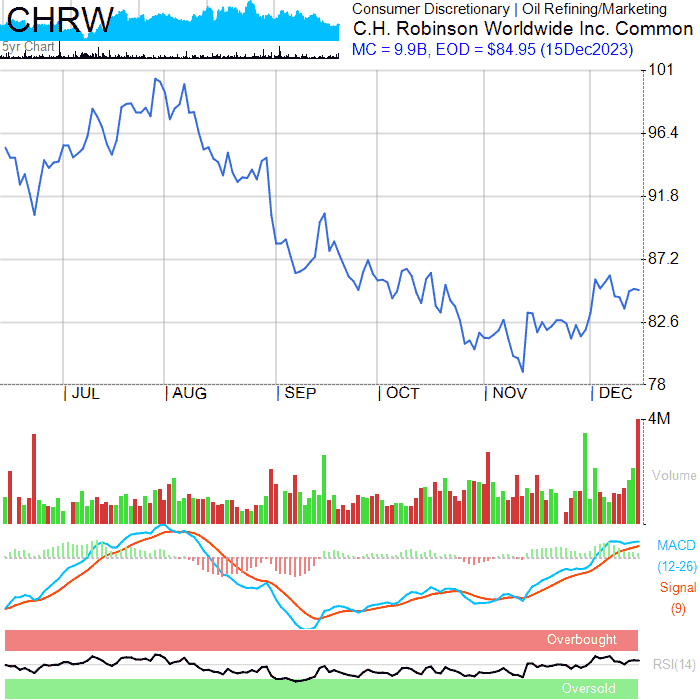 CHRW
5yr Chart
Consumer Discretionary | Oil Refining/Marketing
C.H. Robinson Worldwide Inc. Common
MC = 9.9B, EOD = $84.95 (15Dec2023)
101
96.4
91.8
87.2
82.6
78
JUL AUG SEP OCT NOV DEC
4M
Volume
MACD
(12-26)
Signal
(9)
Overbought
RSI(14)
Oversold